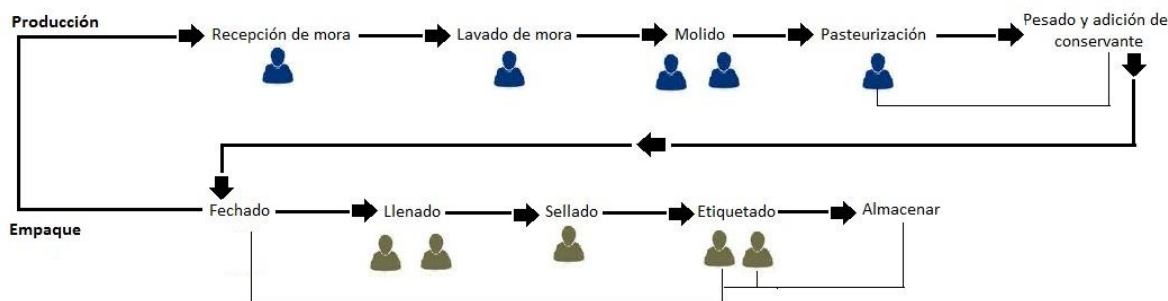 Producción
Recepción de mora
Lavado de mora
Molido
Pasteurización
Pesado y adición de
conservante
Fechado
Llenado
Sellado
Etiquetado
Almacenar
Empaque